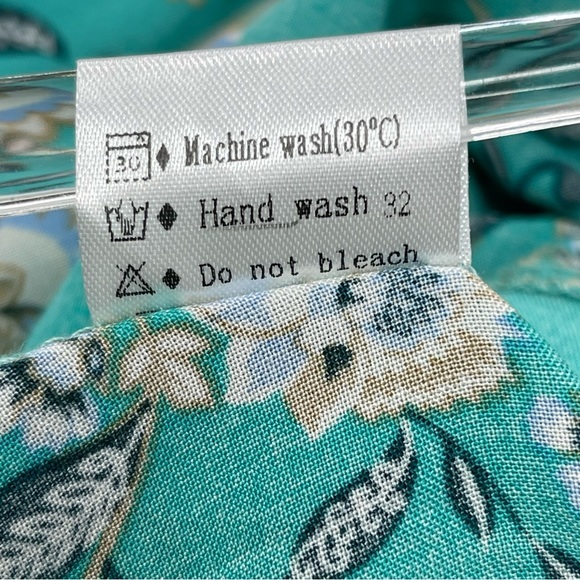 30 ♦ Machine wash(30°C)
♦ Hand wash 32
♦ Do not bleach